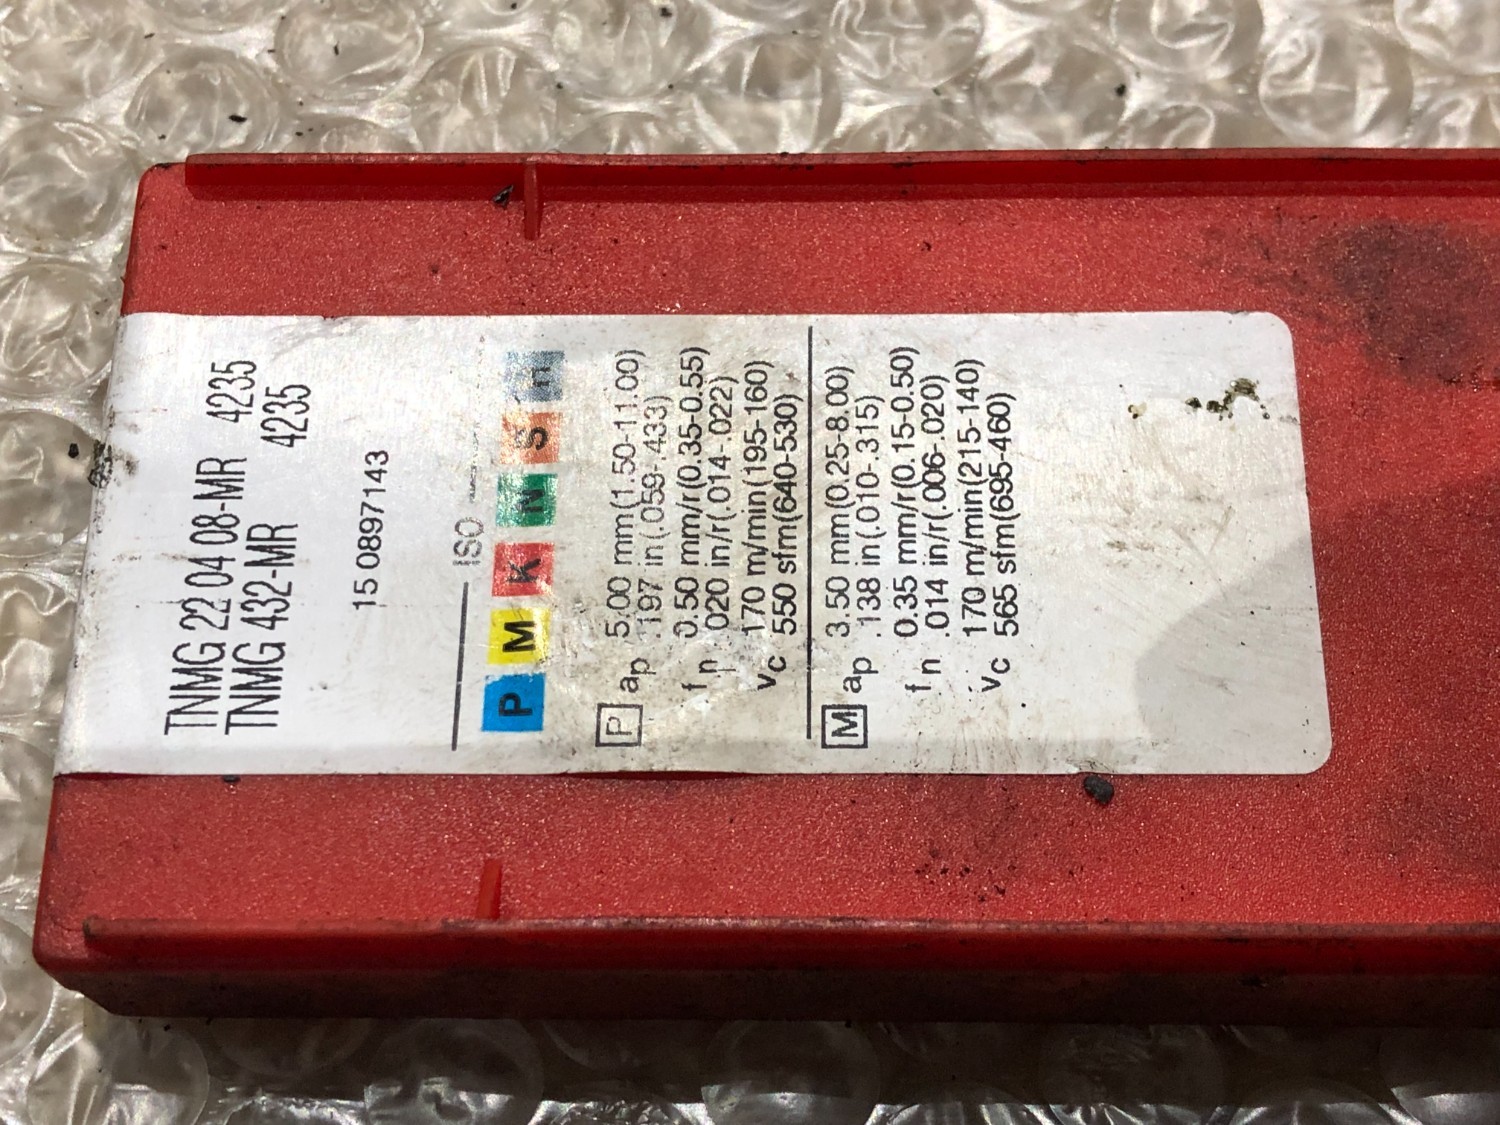 TNMG 22 04 08-MR 4235
TNMG 432-MR 4235
15 0897143
ISO
P M K N S H
P ap 5.00 mm(1.50-11.00)
.197 in(.059-.433)
fn 0.50 mm/r(0.35-0.55)
.020 in/r(.014-.022)
vc 170 m/min(195-160)
550 sfm(640-530)
M ap 3.50 mm(0.25-8.00)
.138 in(.010-.315)
fn 0.35 mm/r(0.15-0.50)
.014 in/r(.006-.020)
vc 170 m/min(215-140)
565 sfm(695-460)